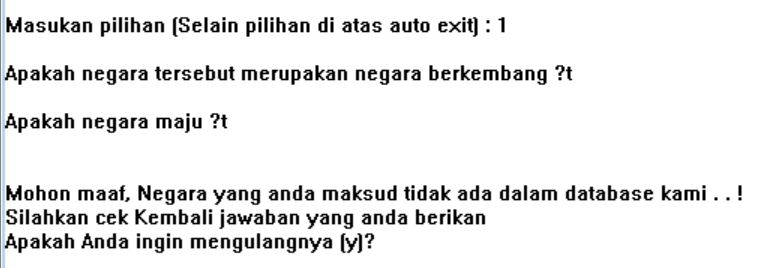 Masukan pilihan (Selain pilihan di atas auto exit) : 1
Apakah negara tersebut merupakan negara berkembang ?t
Apakah negara maju ?t
Mohon maaf, Negara yang anda maksud tidak ada dalam database kami . . !
Silahkan cek Kembali jawaban yang anda berikan
Apakah Anda ingin mengulangnya (y)?